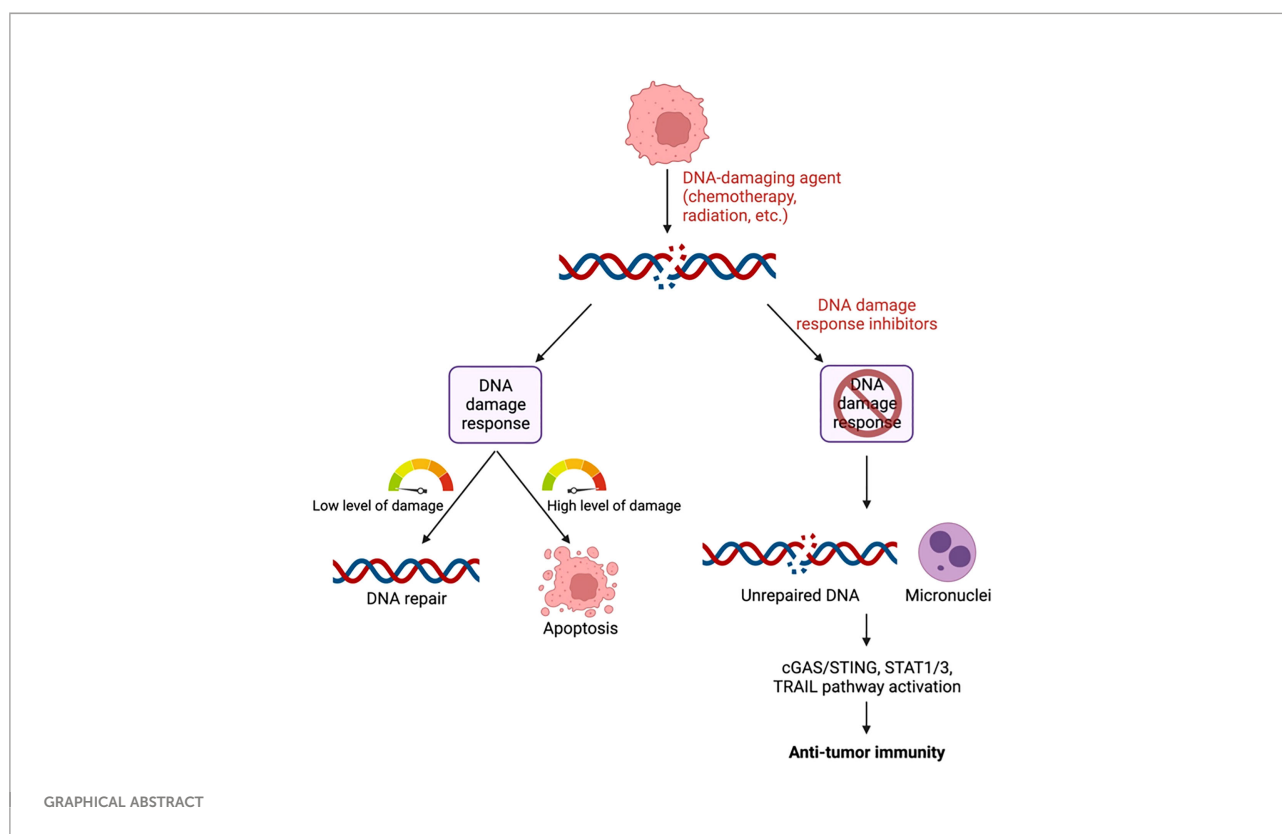 DNA-damaging agent
(chemotherapy,
radiation, etc.)
DNA damage
response inhibitors
DNA
damage
response
DNA
damage
response
Low level of damage
High level of damage
DNA repair
Apoptosis
Unrepaired DNA
Micronuclei
cGAS/STING, STAT1/3,
TRAIL pathway activation
Anti-tumor immunity
GRAPHICAL ABSTRACT